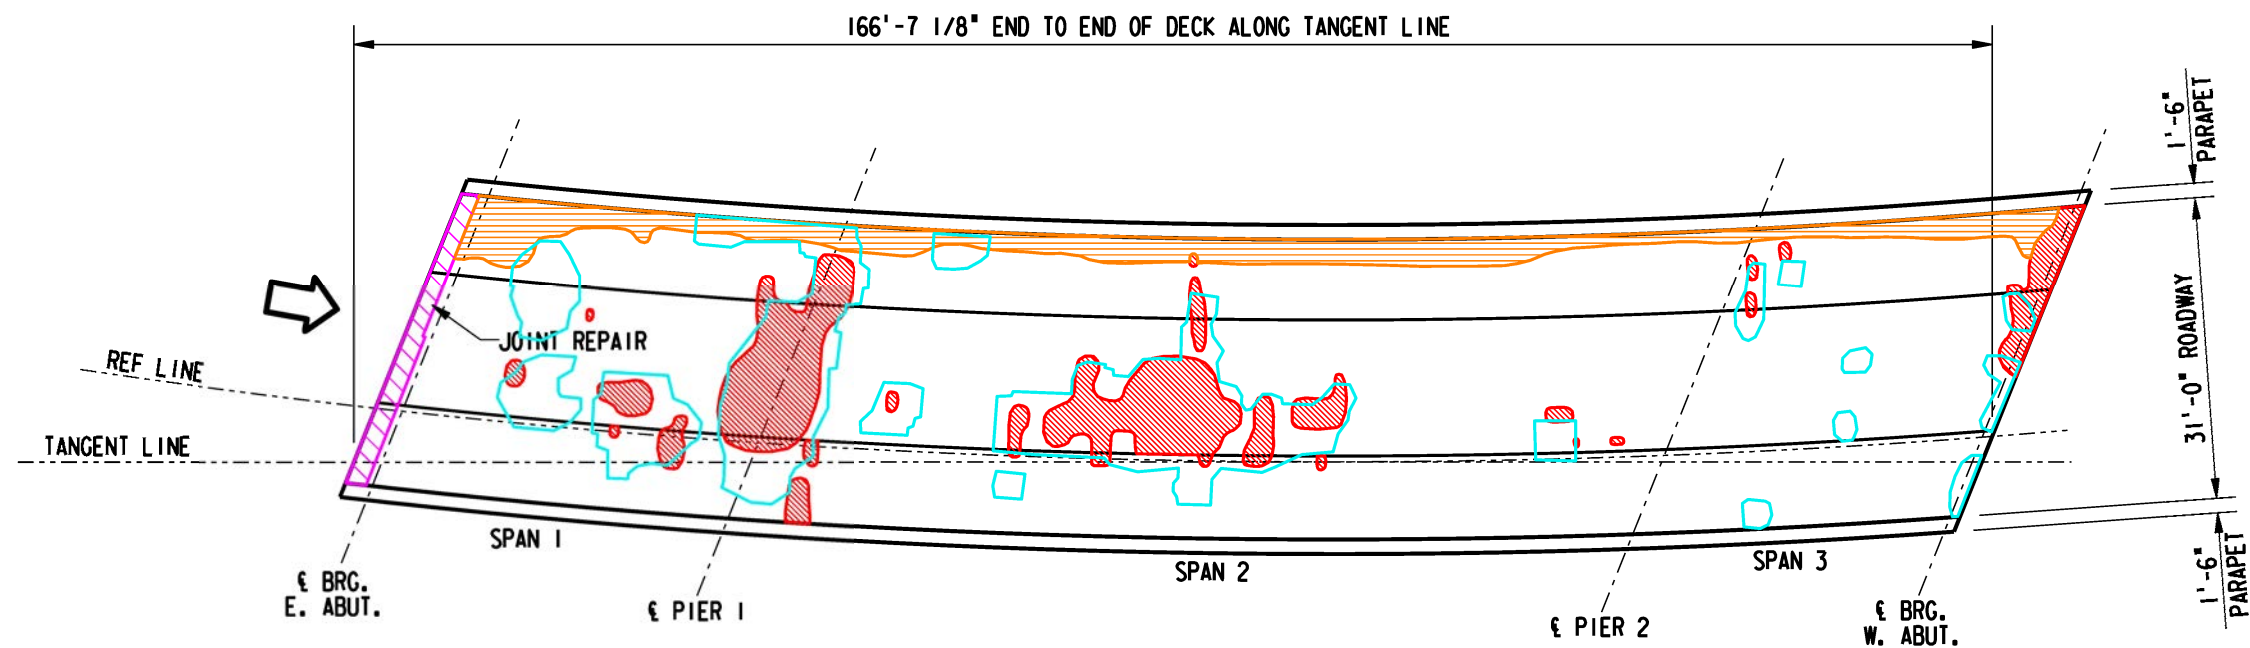 166'-7 1/8" END TO END OF DECK ALONG TANGENT LINE
1'-6"
PARAPET
JOINT REPAIR
REF LINE
31'-0" ROADWAY
TANGENT LINE
SPAN 1
SPAN 2
SPAN 3
℄ BRG.
E. ABUT.
℄ PIER 1
℄ PIER 2
℄ BRG.
W. ABUT.
1'-6"
PARAPET